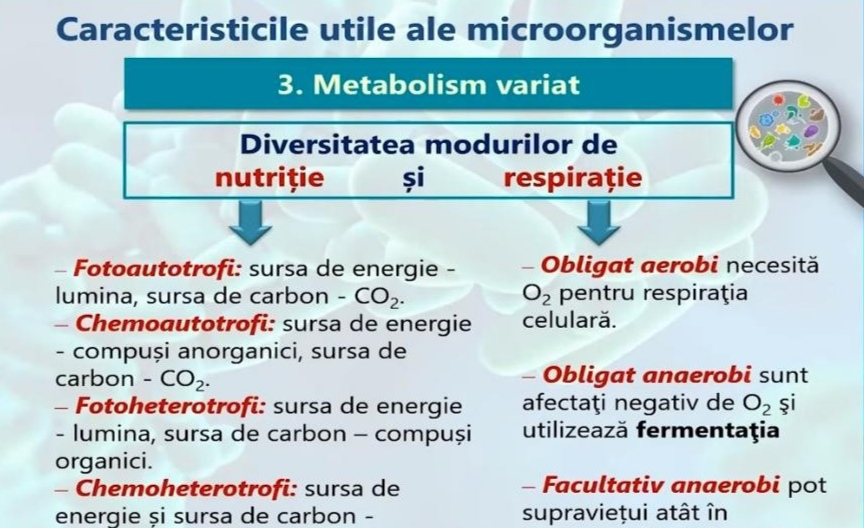 Caracteristicile utile ale microorganismelor
3. Metabolism variat
Diversitatea modurilor de
nutriție și respirație
– Fotoautotrofi: sursa de energie -
lumina, sursa de carbon - CO₂.
– Chemoautotrofi: sursa de energie
- compuși anorganici, sursa de
carbon - CO₂.
– Fotoheterotrofi: sursa de energie
- lumina, sursa de carbon – compuși
organici.
– Chemoheterotrofi: sursa de
energie și sursa de carbon -
– Obligat aerobi necesită
O₂ pentru respiraţia
celulară.
– Obligat anaerobi sunt
afectaţi negativ de O₂ şi
utilizează fermentaţia
– Facultativ anaerobi pot
supraviețui atât în